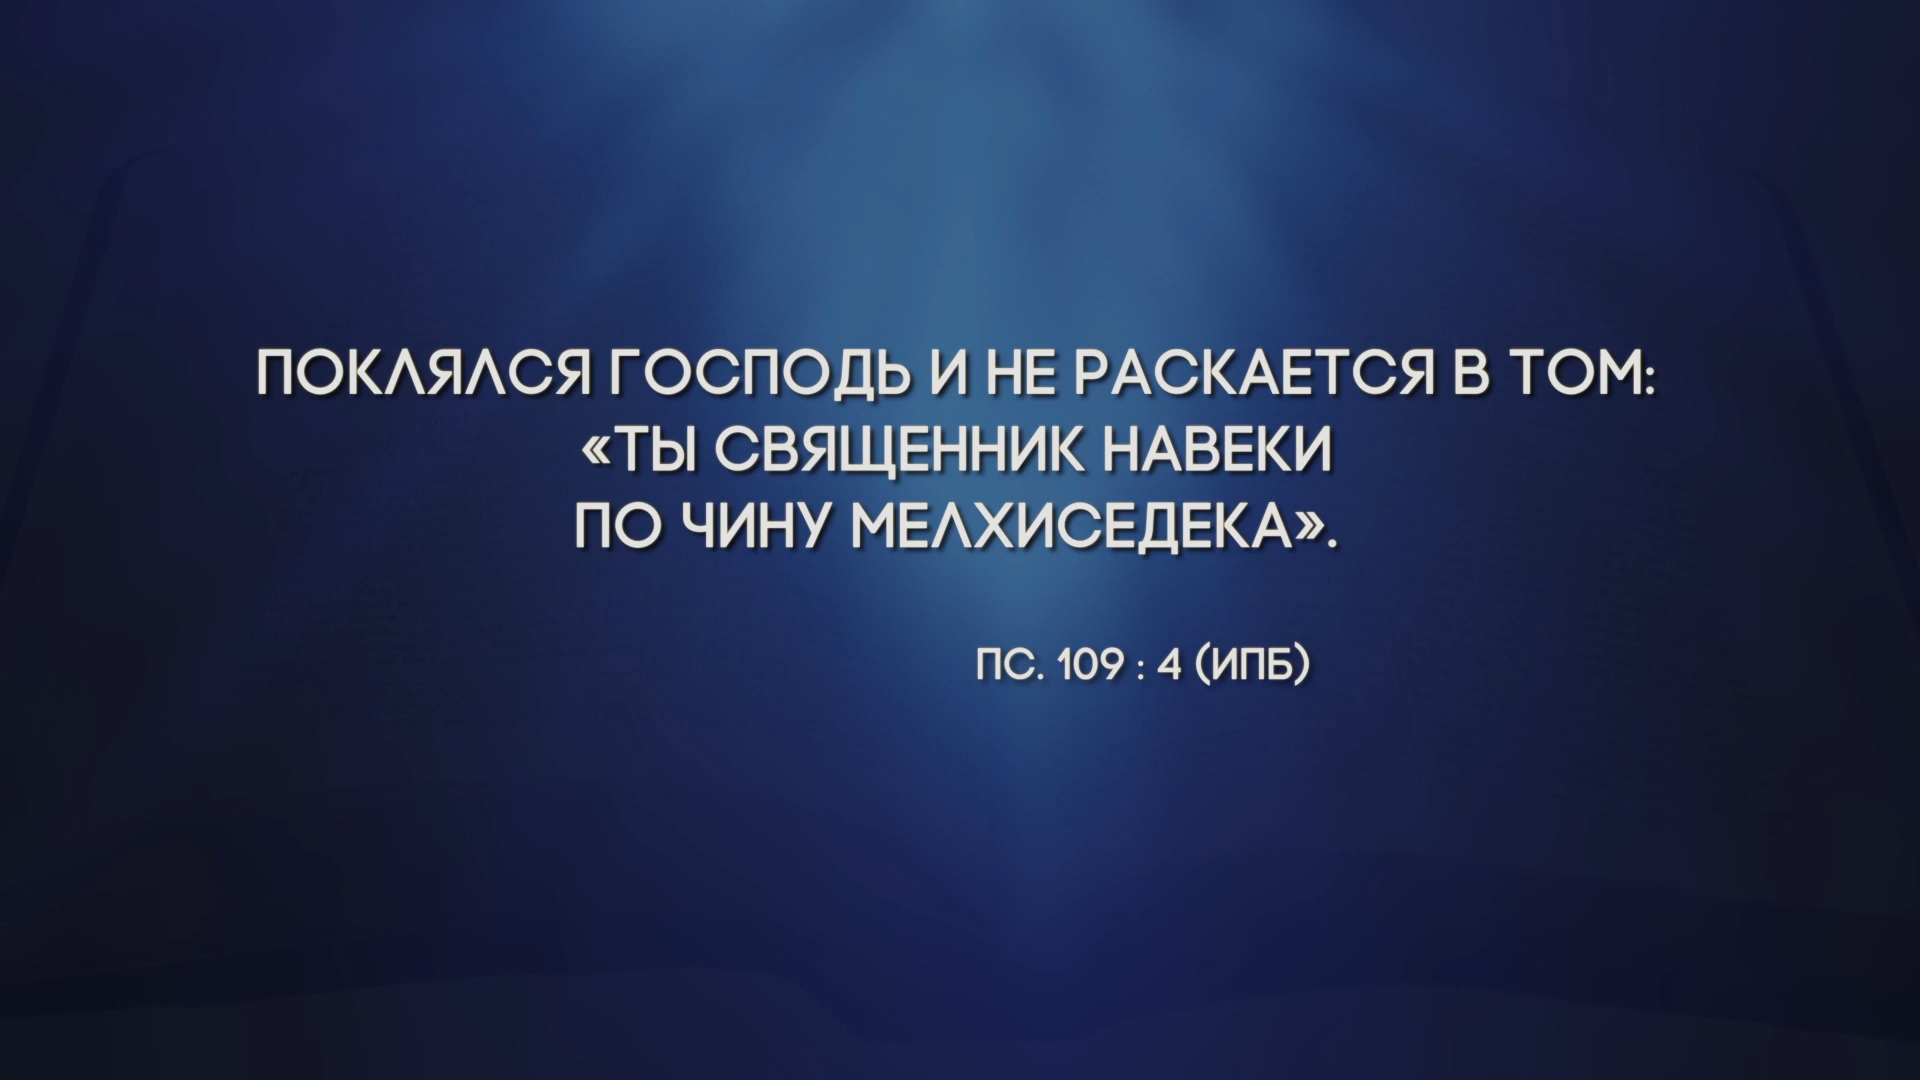 ПОКЛЯЛСЯ ГОСПОДЬ И НЕ РАСКАЕТСЯ В ТОМ:
«ТЫ СВЯЩЕННИК НАВЕКИ
ПО ЧИНУ МЕЛХИСЕДЕКА».
ПС. 109 : 4 (ИПБ)